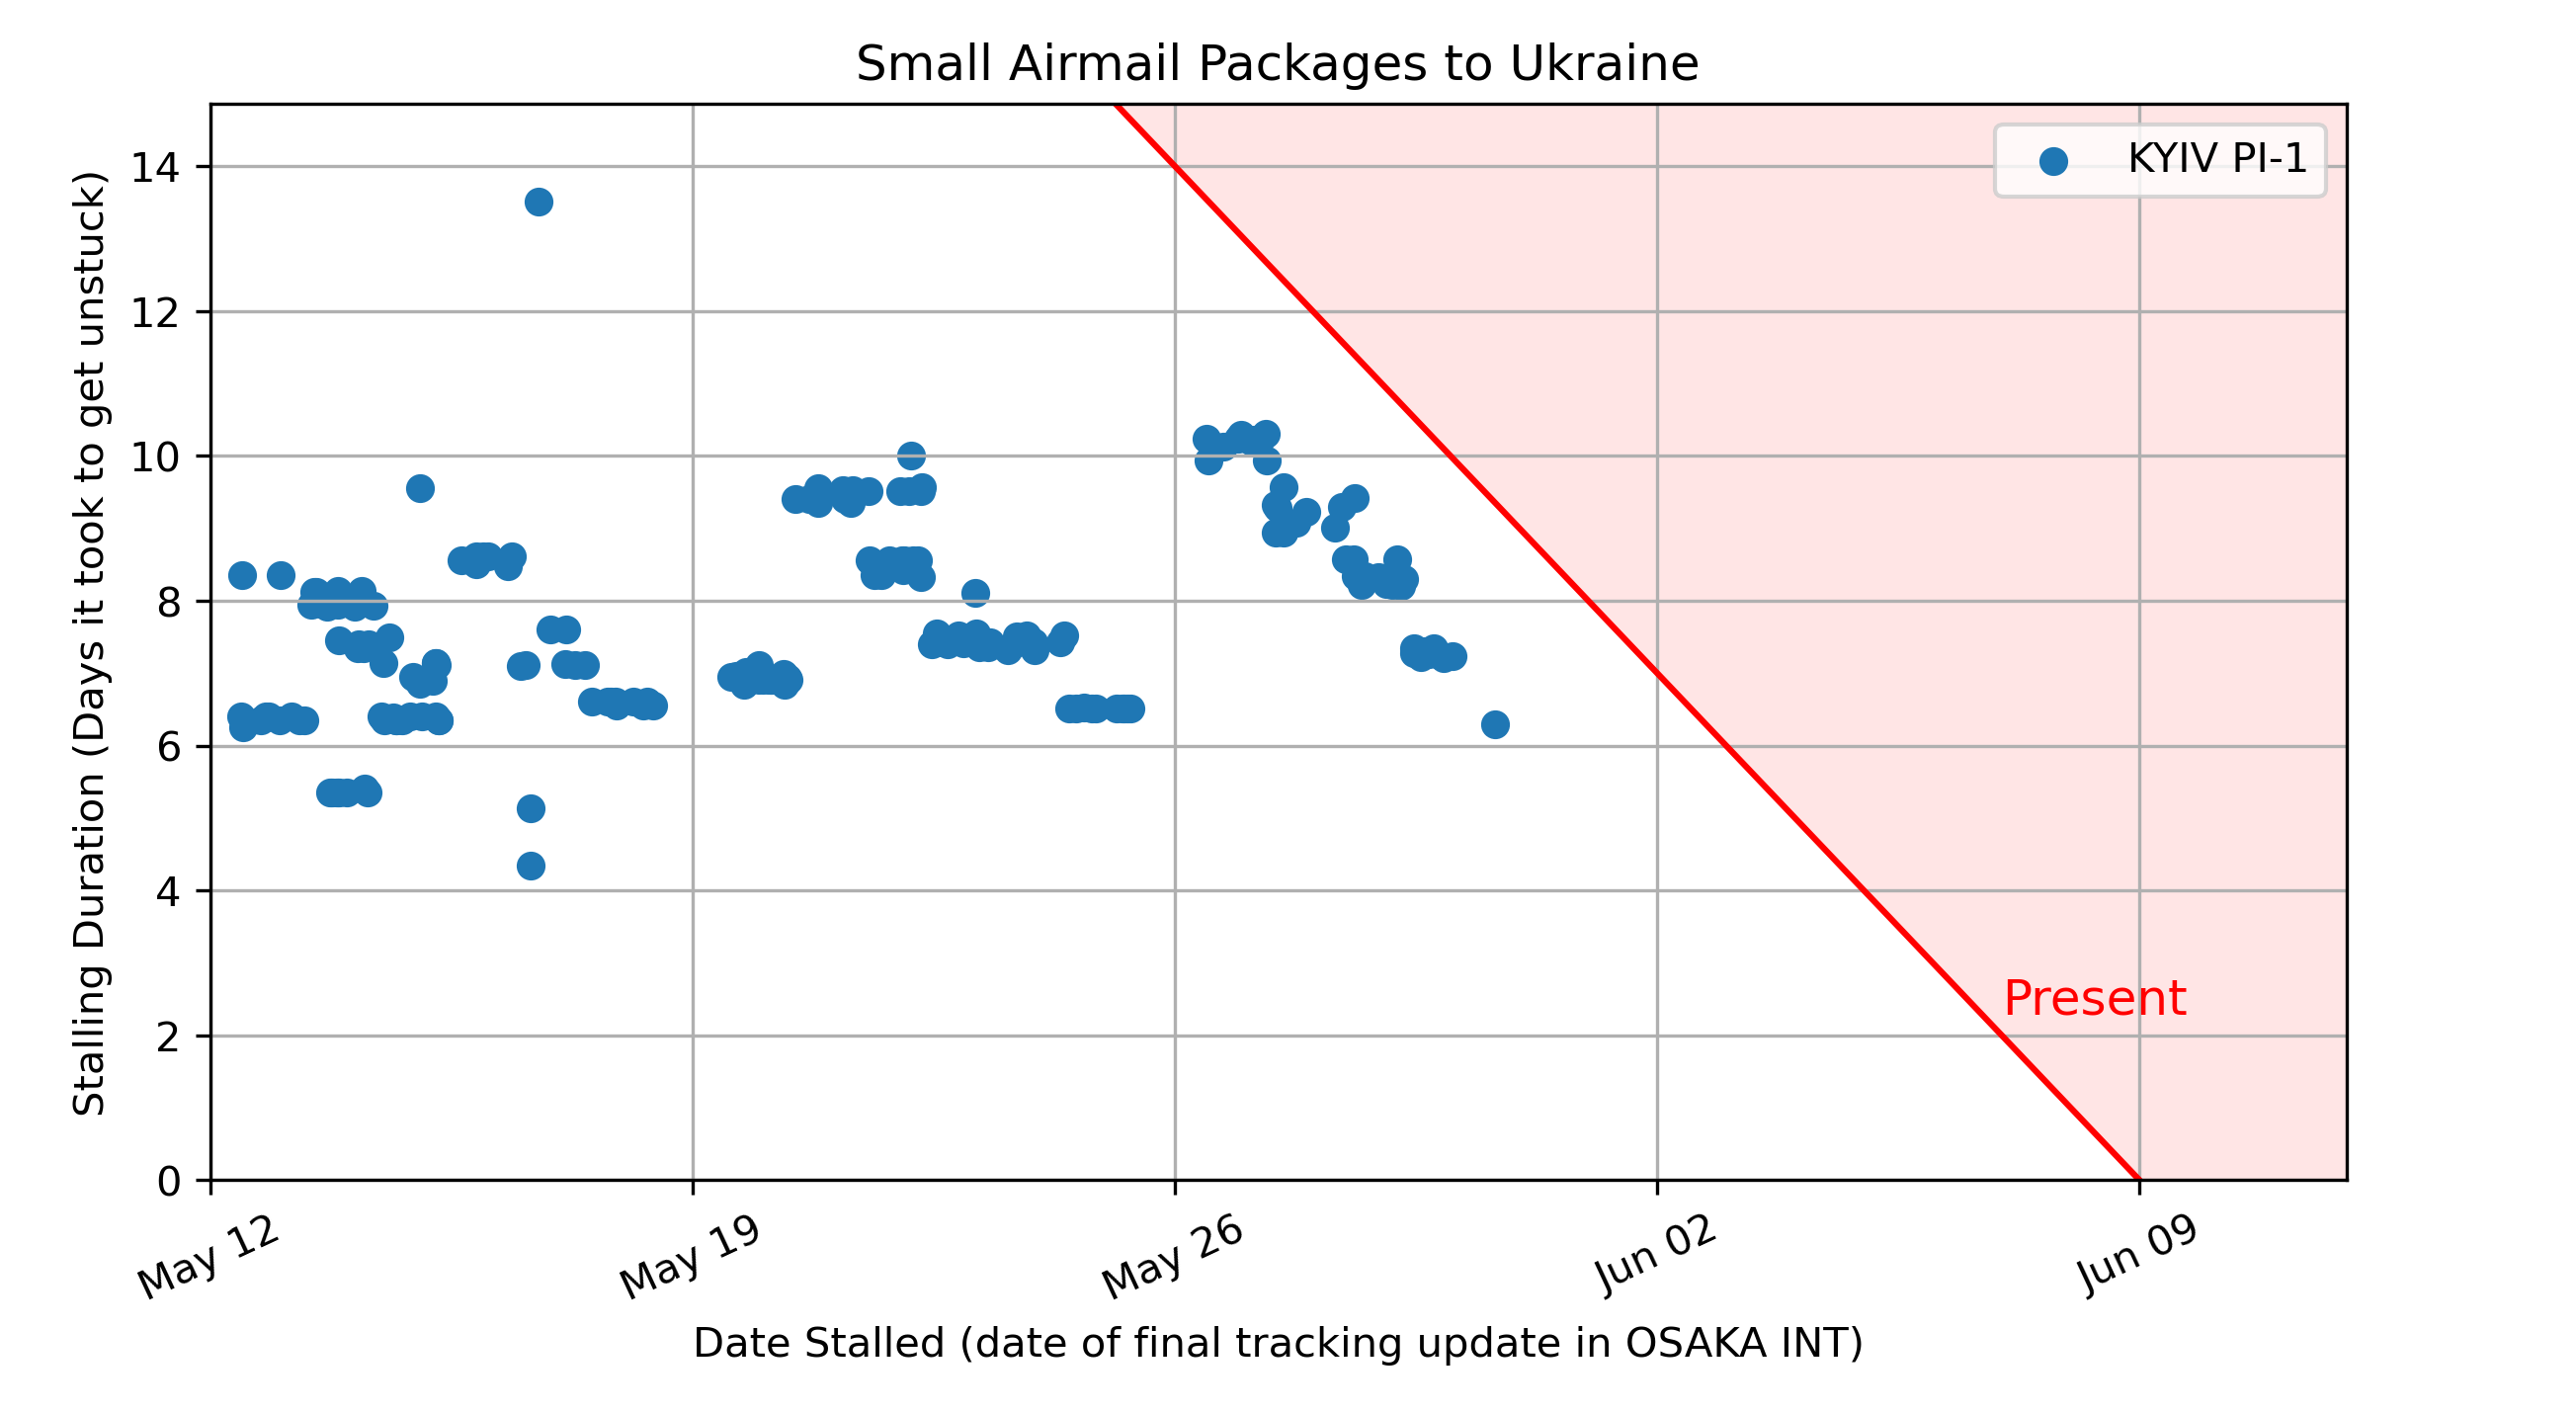 Small Airmail Packages to Ukraine
KYIV PI-1
Stalling Duration (Days it took to get unstuck)
14
12
10
8
6
4
2
0
Present
May 12
May 19
May 26
Jun 02
Jun 09
Date Stalled (date of final tracking update in OSAKA INT)